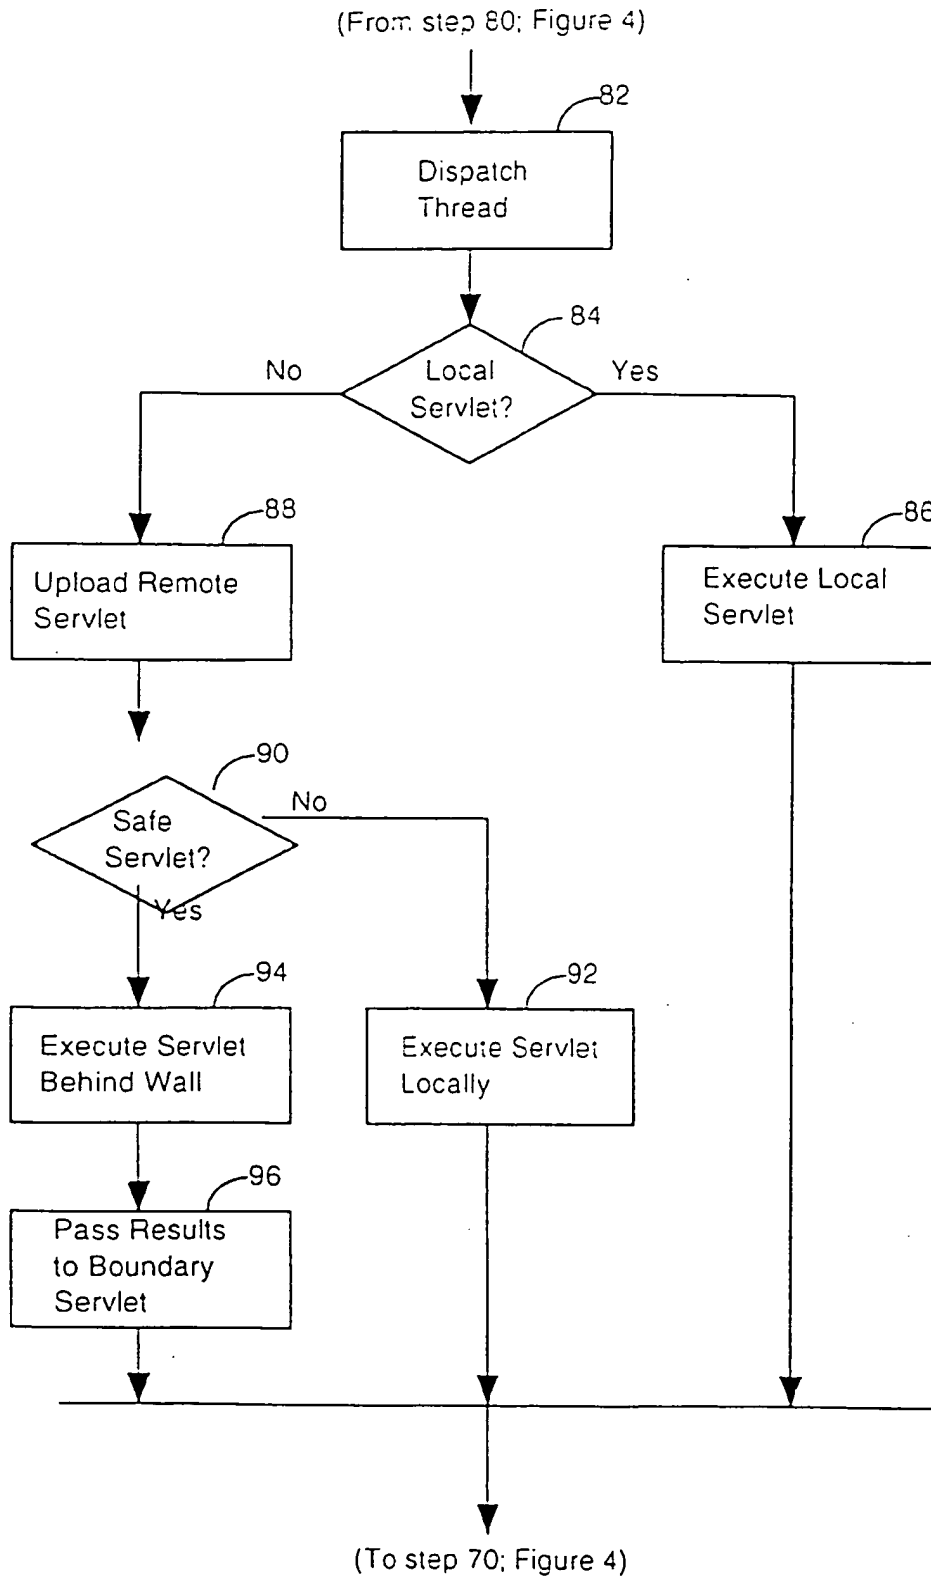 (From step 80; Figure 4)
82
Dispatch
Thread
84
No
Local
Servlet?
Yes
88
86
Upload Remote
Servlet
Execute Local
Servlet
90
No
Safe
Servlet?
Yes
94
92
Execute Servlet
Behind Wall
Execute Servlet
Locally
96
Pass Results
to Boundary
Servlet
(To step 70; Figure 4)